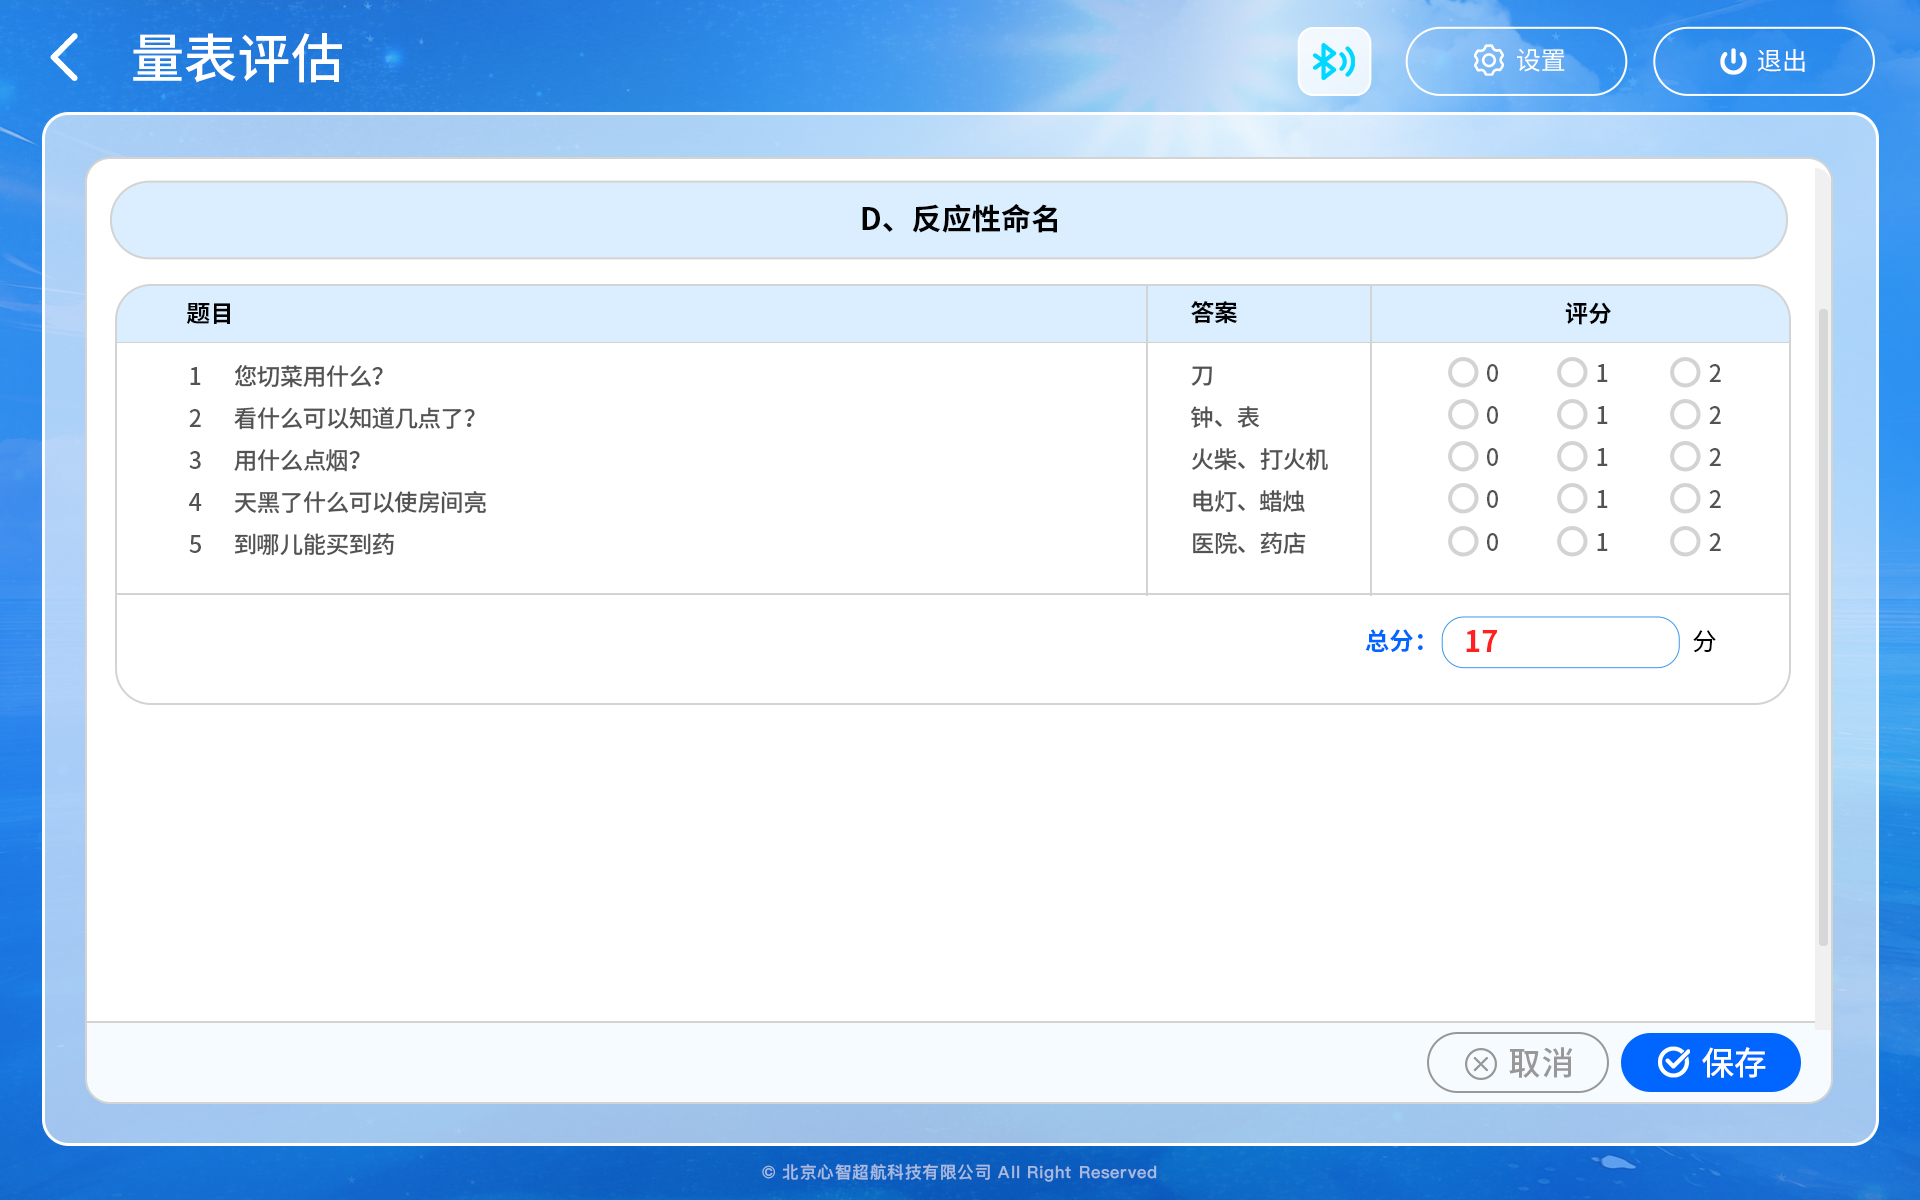 量表评估
设置
退出
D、反应性命名
题目 答案 评分
1 您切菜用什么? 刀 0 1 2
2 看什么可以知道几点了? 钟、表 0 1 2
3 用什么点烟? 火柴、打火机 0 1 2
4 天黑了什么可以使房间亮 电灯、蜡烛 0 1 2
5 到哪儿能买到药 医院、药店 0 1 2
总分: 17 分
取消
保存
© 北京心智超航科技有限公司 All Right Reserved